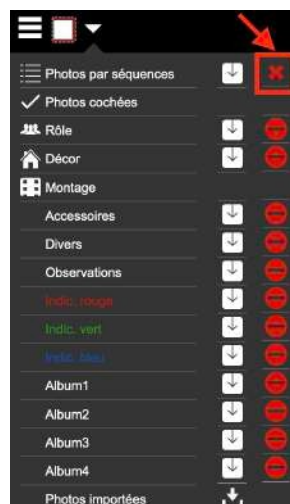 Photos par séquences
Photos cochées
Rôle
Décor
Montage
Accessoires
Divers
Observations
Indic. rouge
Indic. vert
Indic. bleu
Album1
Album2
Album3
Album4
Photos importées